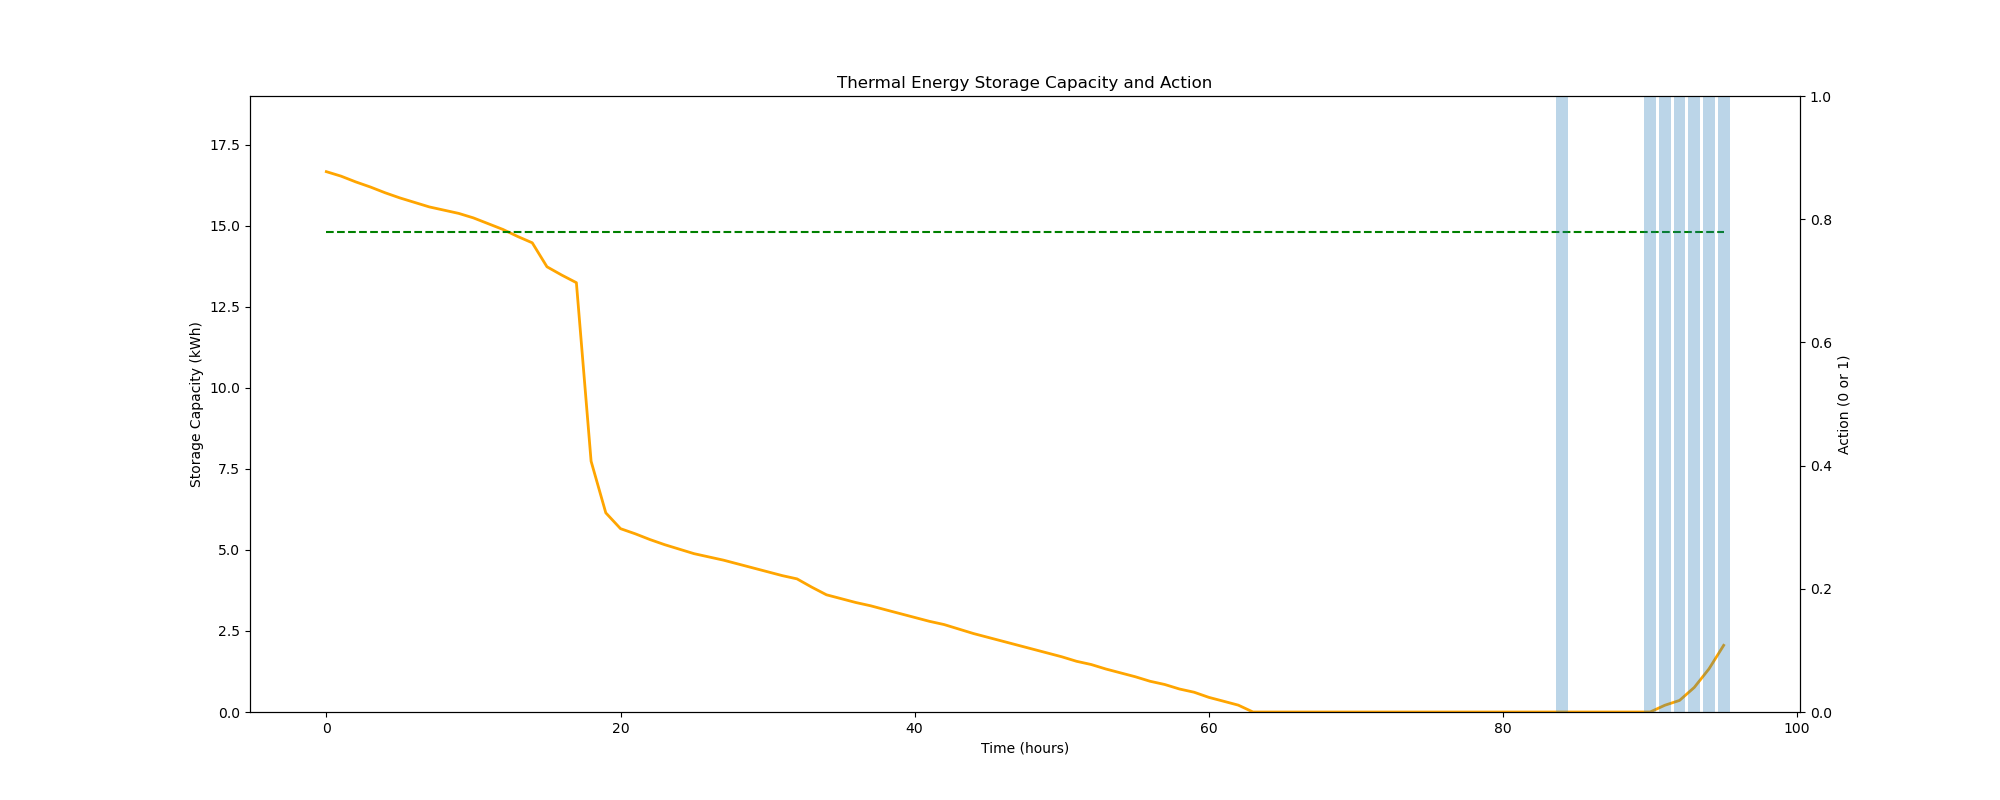 Thermal Energy Storage Capacity and Action
Storage Capacity (kWh)
17.5
15.0
12.5
10.0
7.5
5.0
2.5
0.0
1.0
0.8
0.6
0.4
0.2
0.0
Action (0 or 1)
0 20 40 60 80 100
Time (hours)